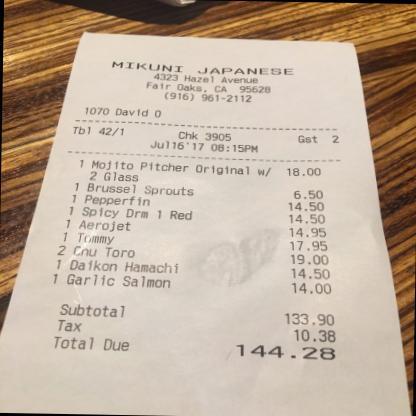 MIKUNI JAPANESE
4323 Hazel Avenue
Fair Oaks, CA 95628
(916) 961-2112
1070 David O
Tbl 42/1 Chk 3905 Gst 2
Jul16'17 08:15PM
1 Mojito Pitcher Original w/ 18.00
2 Glass
1 Brussel Sprouts 6.50
1 Pepperfin 14.50
1 Spicy Drm 1 Red 14.50
1 Aerojet 14.95
1 Tommy 17.95
2 Chu Toro 19.00
1 Daikon Hamachi 14.50
1 Garlic Salmon 14.00
Subtotal 133.90
Tax 10.38
Total Due 144.28